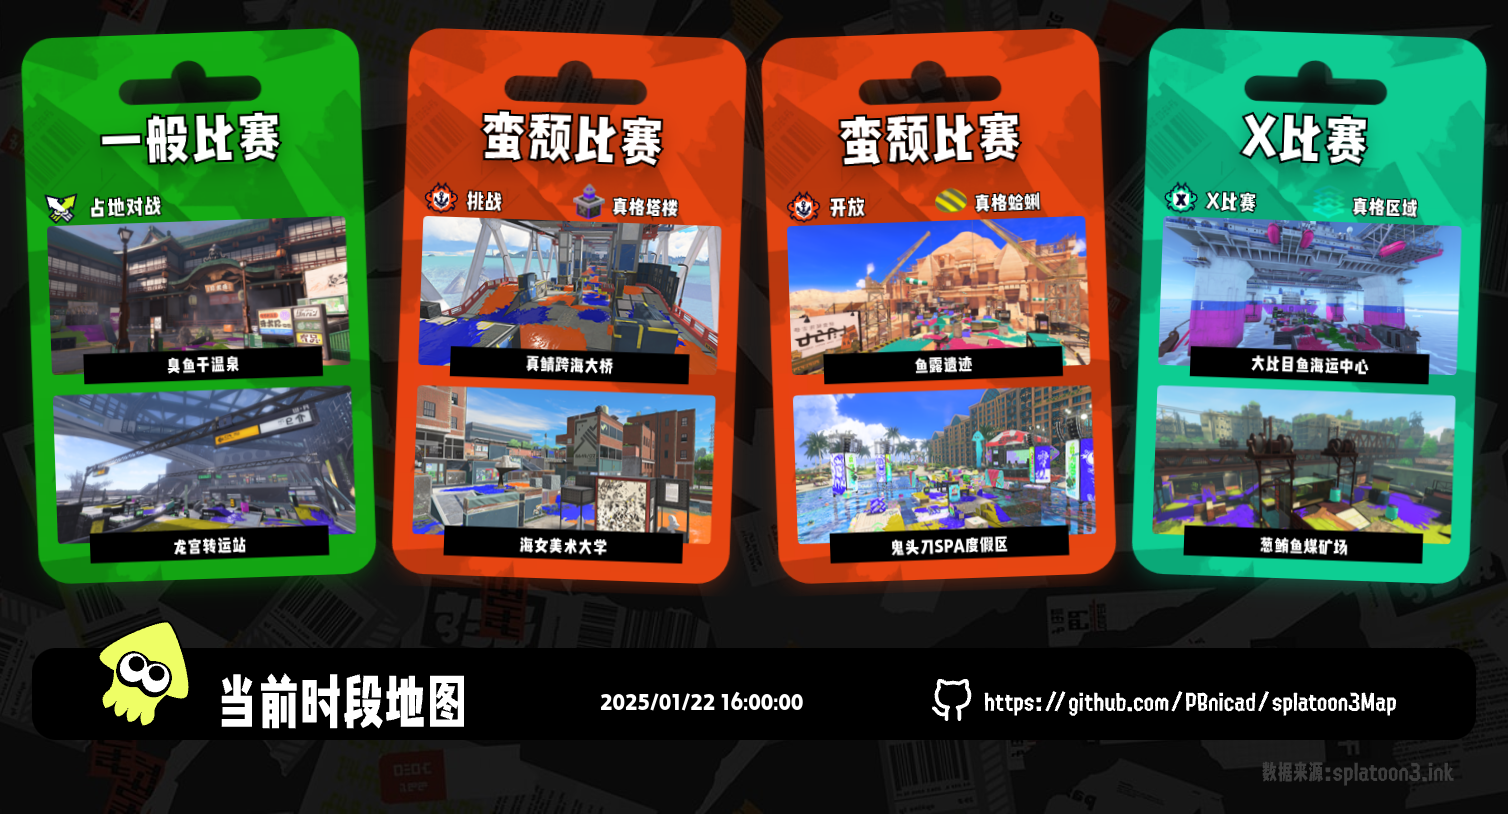 一般比赛
占地对战
臭鱼干温泉
龙宫转运站
蛮颓比赛
挑战
真格塔楼
真鲭跨海大桥
海女美术大学
蛮颓比赛
开放
真格蛤蜊
鱼露遗迹
鬼头刀SPA度假区
X比赛
X比赛
真格区域
大比目鱼海运中心
葱鲔鱼煤矿场
当前时段地图
2025/01/22 16:00:00
https://github.com/PBnicad/splatoon3Map
数据来源:splatoon3.ink